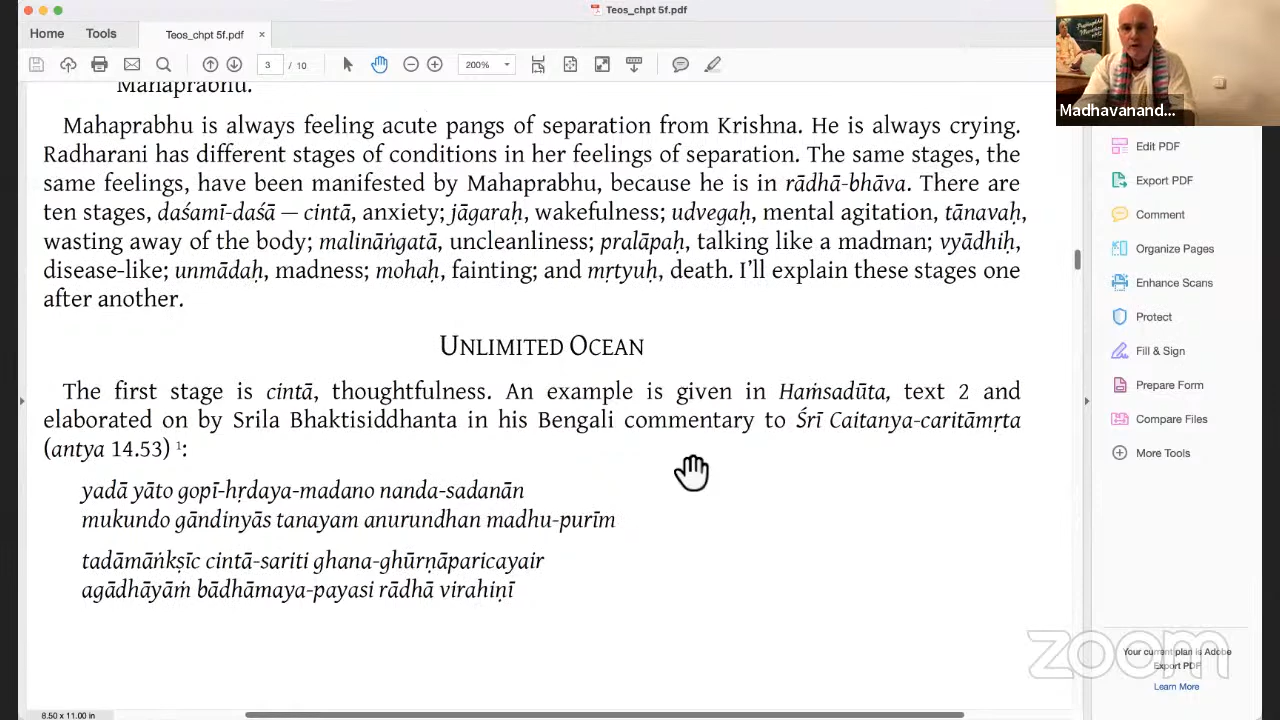 Teos_chpt 5f.pdf
Home
Tools
Teos_chpt 5f.pdf
×
3 / 10
200%
Mahaprabhu.
Mahaprabhu is always feeling acute pangs of separation from Krishna. He is always crying.
Radharani has different stages of conditions in her feelings of separation. The same stages, the
same feelings, have been manifested by Mahaprabhu, because he is in rādhā-bhāva. There are
ten stages, daśamī-daśā — cintā, anxiety; jāgaraḥ, wakefulness; udvegaḥ, mental agitation, tānavaḥ,
wasting away of the body; malināṅgatā, uncleanliness; pralāpaḥ, talking like a madman; vyādhiḥ,
disease-like; unmādaḥ, madness; mohaḥ, fainting; and mṛtyuḥ, death. I’ll explain these stages one
after another.
UNLIMITED OCEAN
The first stage is cintā, thoughtfulness. An example is given in Haṁsadūta, text 2 and
elaborated on by Srila Bhaktisiddhanta in his Bengali commentary to Śrī Caitanya-caritāmṛta
(antya 14.53) ¹:
yadā yāto gopī-hṛdaya-madano nanda-sadanān
mukundo gāndinyās tanayam anurundhan madhu-purīm
tadāmāṅkṣīc cintā-sariti ghana-ghūrṇāparicayair
agādhāyāṁ bādhāmaya-payasi rādhā virahiṇī
8.50 x 11.00 in
Madhavanand...
Edit PDF
Export PDF
Comment
Organize Pages
Enhance Scans
Protect
Fill & Sign
Prepare Form
Compare Files
More Tools
Your current plan is Adobe
Export PDF
Learn More
zoom